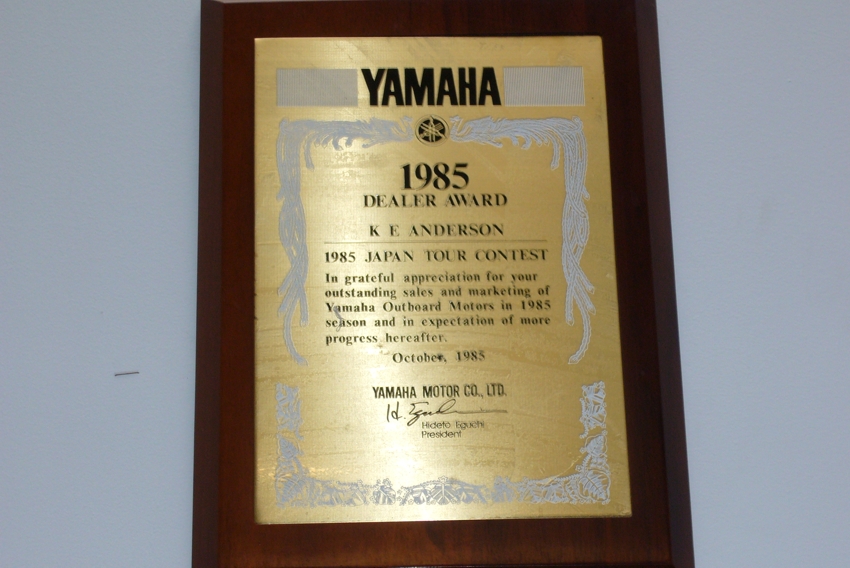 YAMAHA
1985
DEALER AWARD
K E ANDERSON
1985 JAPAN TOUR CONTEST
In grateful appreciation for your
outstanding sales and marketing of
Yamaha Outboard Motors in 1985
season and in expectation of more
progress hereafter.
October, 1985
YAMAHA MOTOR CO., LTD.
H. Eguchi
Hideto Eguchi
President